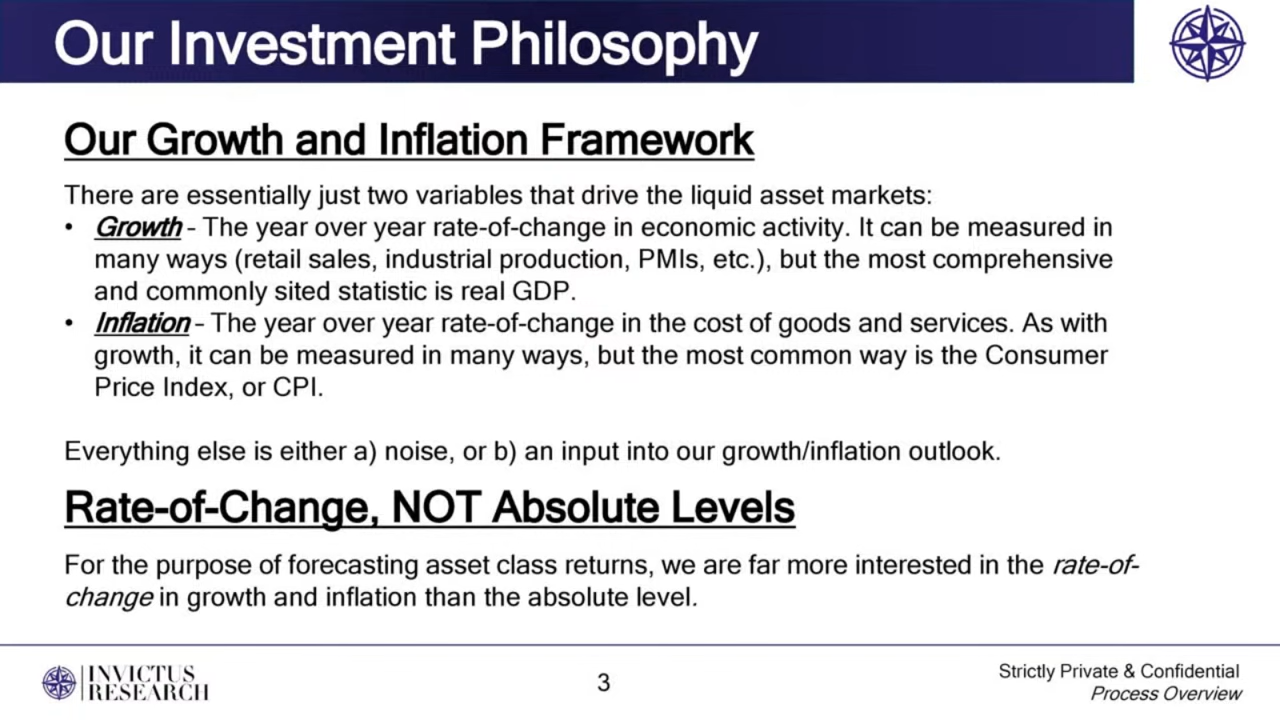 Our Investment Philosophy
Our Growth and Inflation Framework
There are essentially just two variables that drive the liquid asset markets:
• Growth - The year over year rate-of-change in economic activity. It can be measured in
many ways (retail sales, industrial production, PMIs, etc.), but the most comprehensive
and commonly sited statistic is real GDP.
• Inflation - The year over year rate-of-change in the cost of goods and services. As with
growth, it can be measured in many ways, but the most common way is the Consumer
Price Index, or CPI.
Everything else is either a) noise, or b) an input into our growth/inflation outlook.
Rate-of-Change, NOT Absolute Levels
For the purpose of forecasting asset class returns, we are far more interested in the rate-of-
change in growth and inflation than the absolute level.
INVICTUS
RESEARCH
3
Strictly Private & Confidential
Process Overview